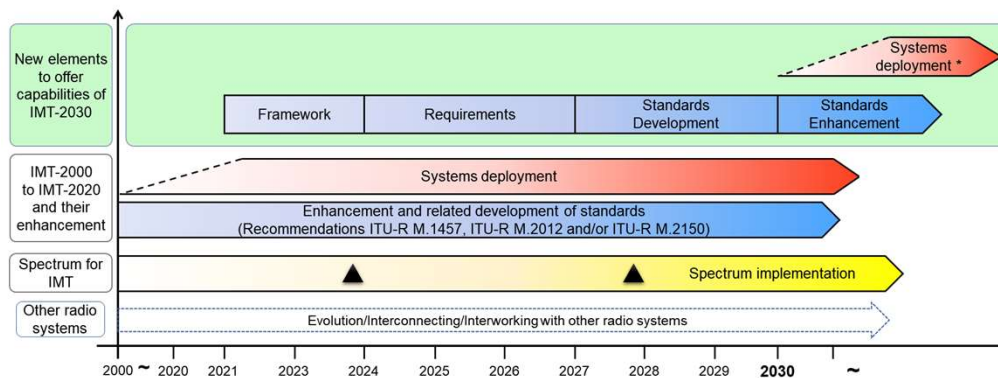 New elements
to offer
capabilities of
IMT-2030
Systems
deployment *
Framework
Requirements
Standards
Development
Standards
Enhancement
IMT-2000
to IMT-2020
and their
enhancement
Systems deployment
Enhancement and related development of standards
(Recommendations ITU-R M.1457, ITU-R M.2012 and/or ITU-R M.2150)
Spectrum for
IMT
Spectrum implementation
Other radio
systems
Evolution/Interconnecting/Interworking with other radio systems
2000 ~ 2020 2021 2023 2024 2025 2026 2027 2028 2029 2030 ~